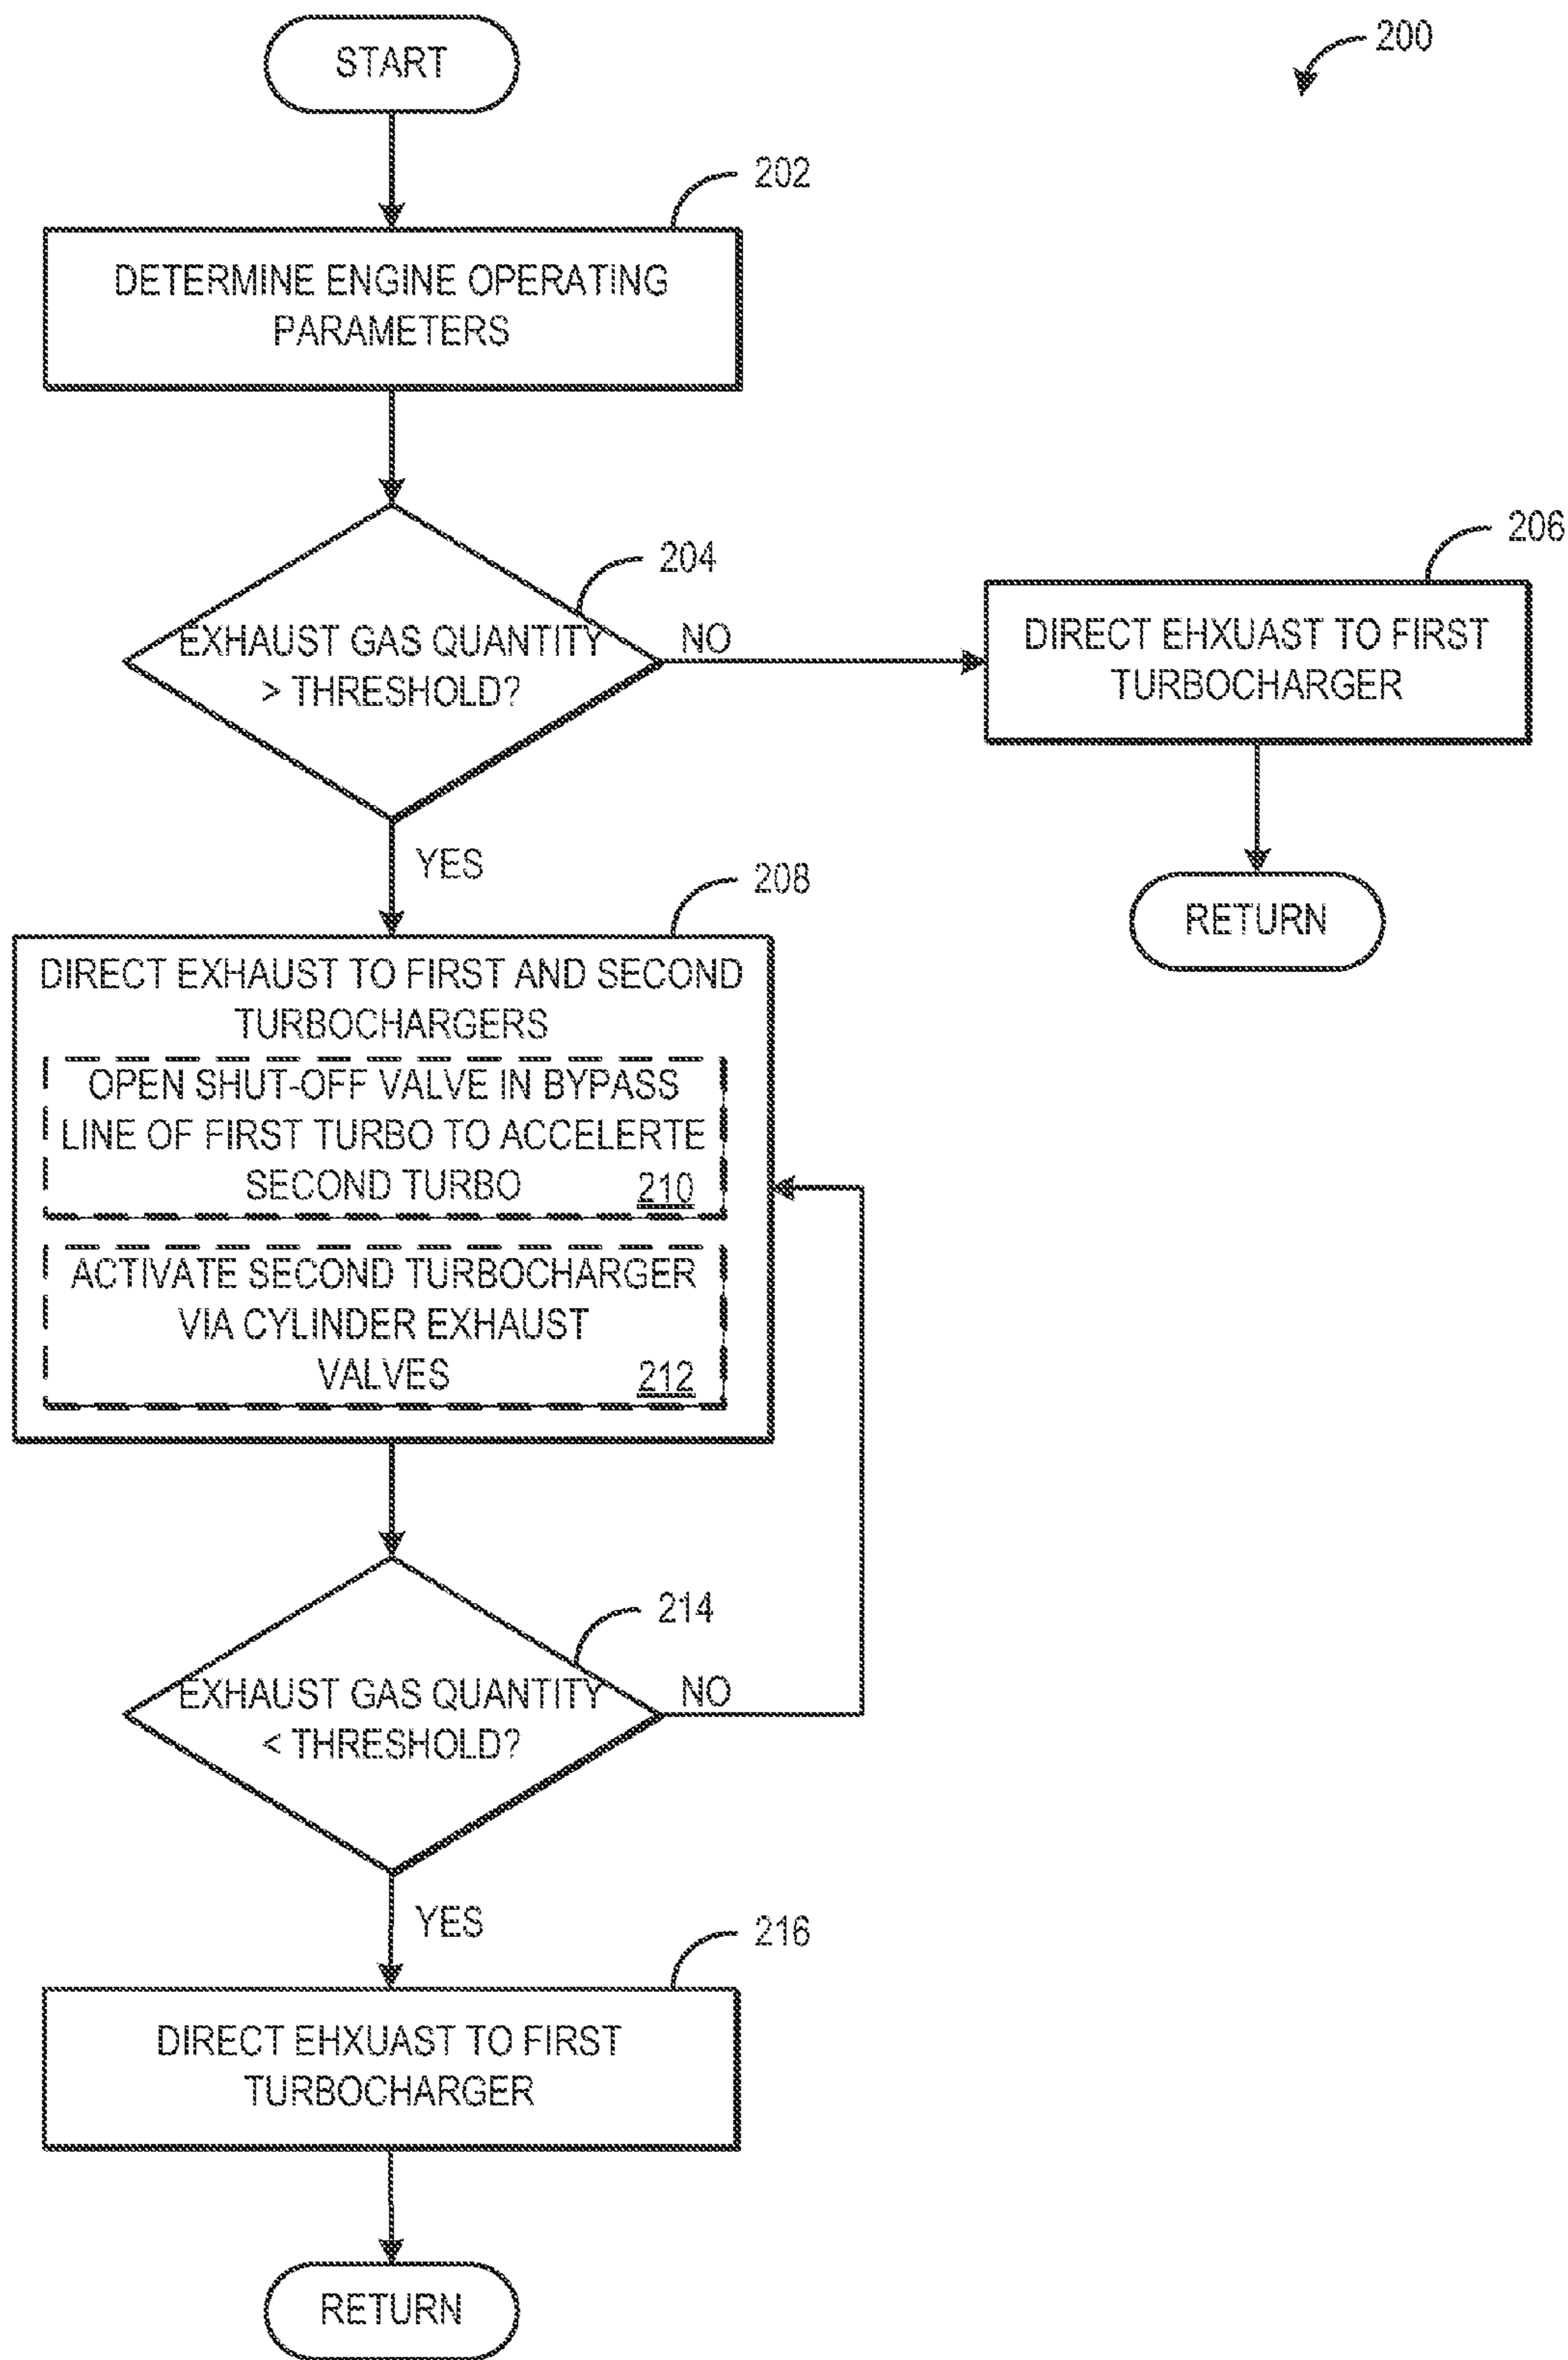 START
200
202
DETERMINE ENGINE OPERATING
PARAMETERS
204
EXHAUST GAS QUANTITY
> THRESHOLD?
NO
206
DIRECT EHXUAST TO FIRST
TURBOCHARGER
RETURN
YES
208
DIRECT EXHAUST TO FIRST AND SECOND
TURBOCHARGERS
OPEN SHUT-OFF VALVE IN BYPASS
LINE OF FIRST TURBO TO ACCELERTE
SECOND TURBO 210
ACTIVATE SECOND TURBOCHARGER
VIA CYLINDER EXHAUST
VALVES 212
214
EXHAUST GAS QUANTITY
< THRESHOLD?
NO
YES
216
DIRECT EHXUAST TO FIRST
TURBOCHARGER
RETURN